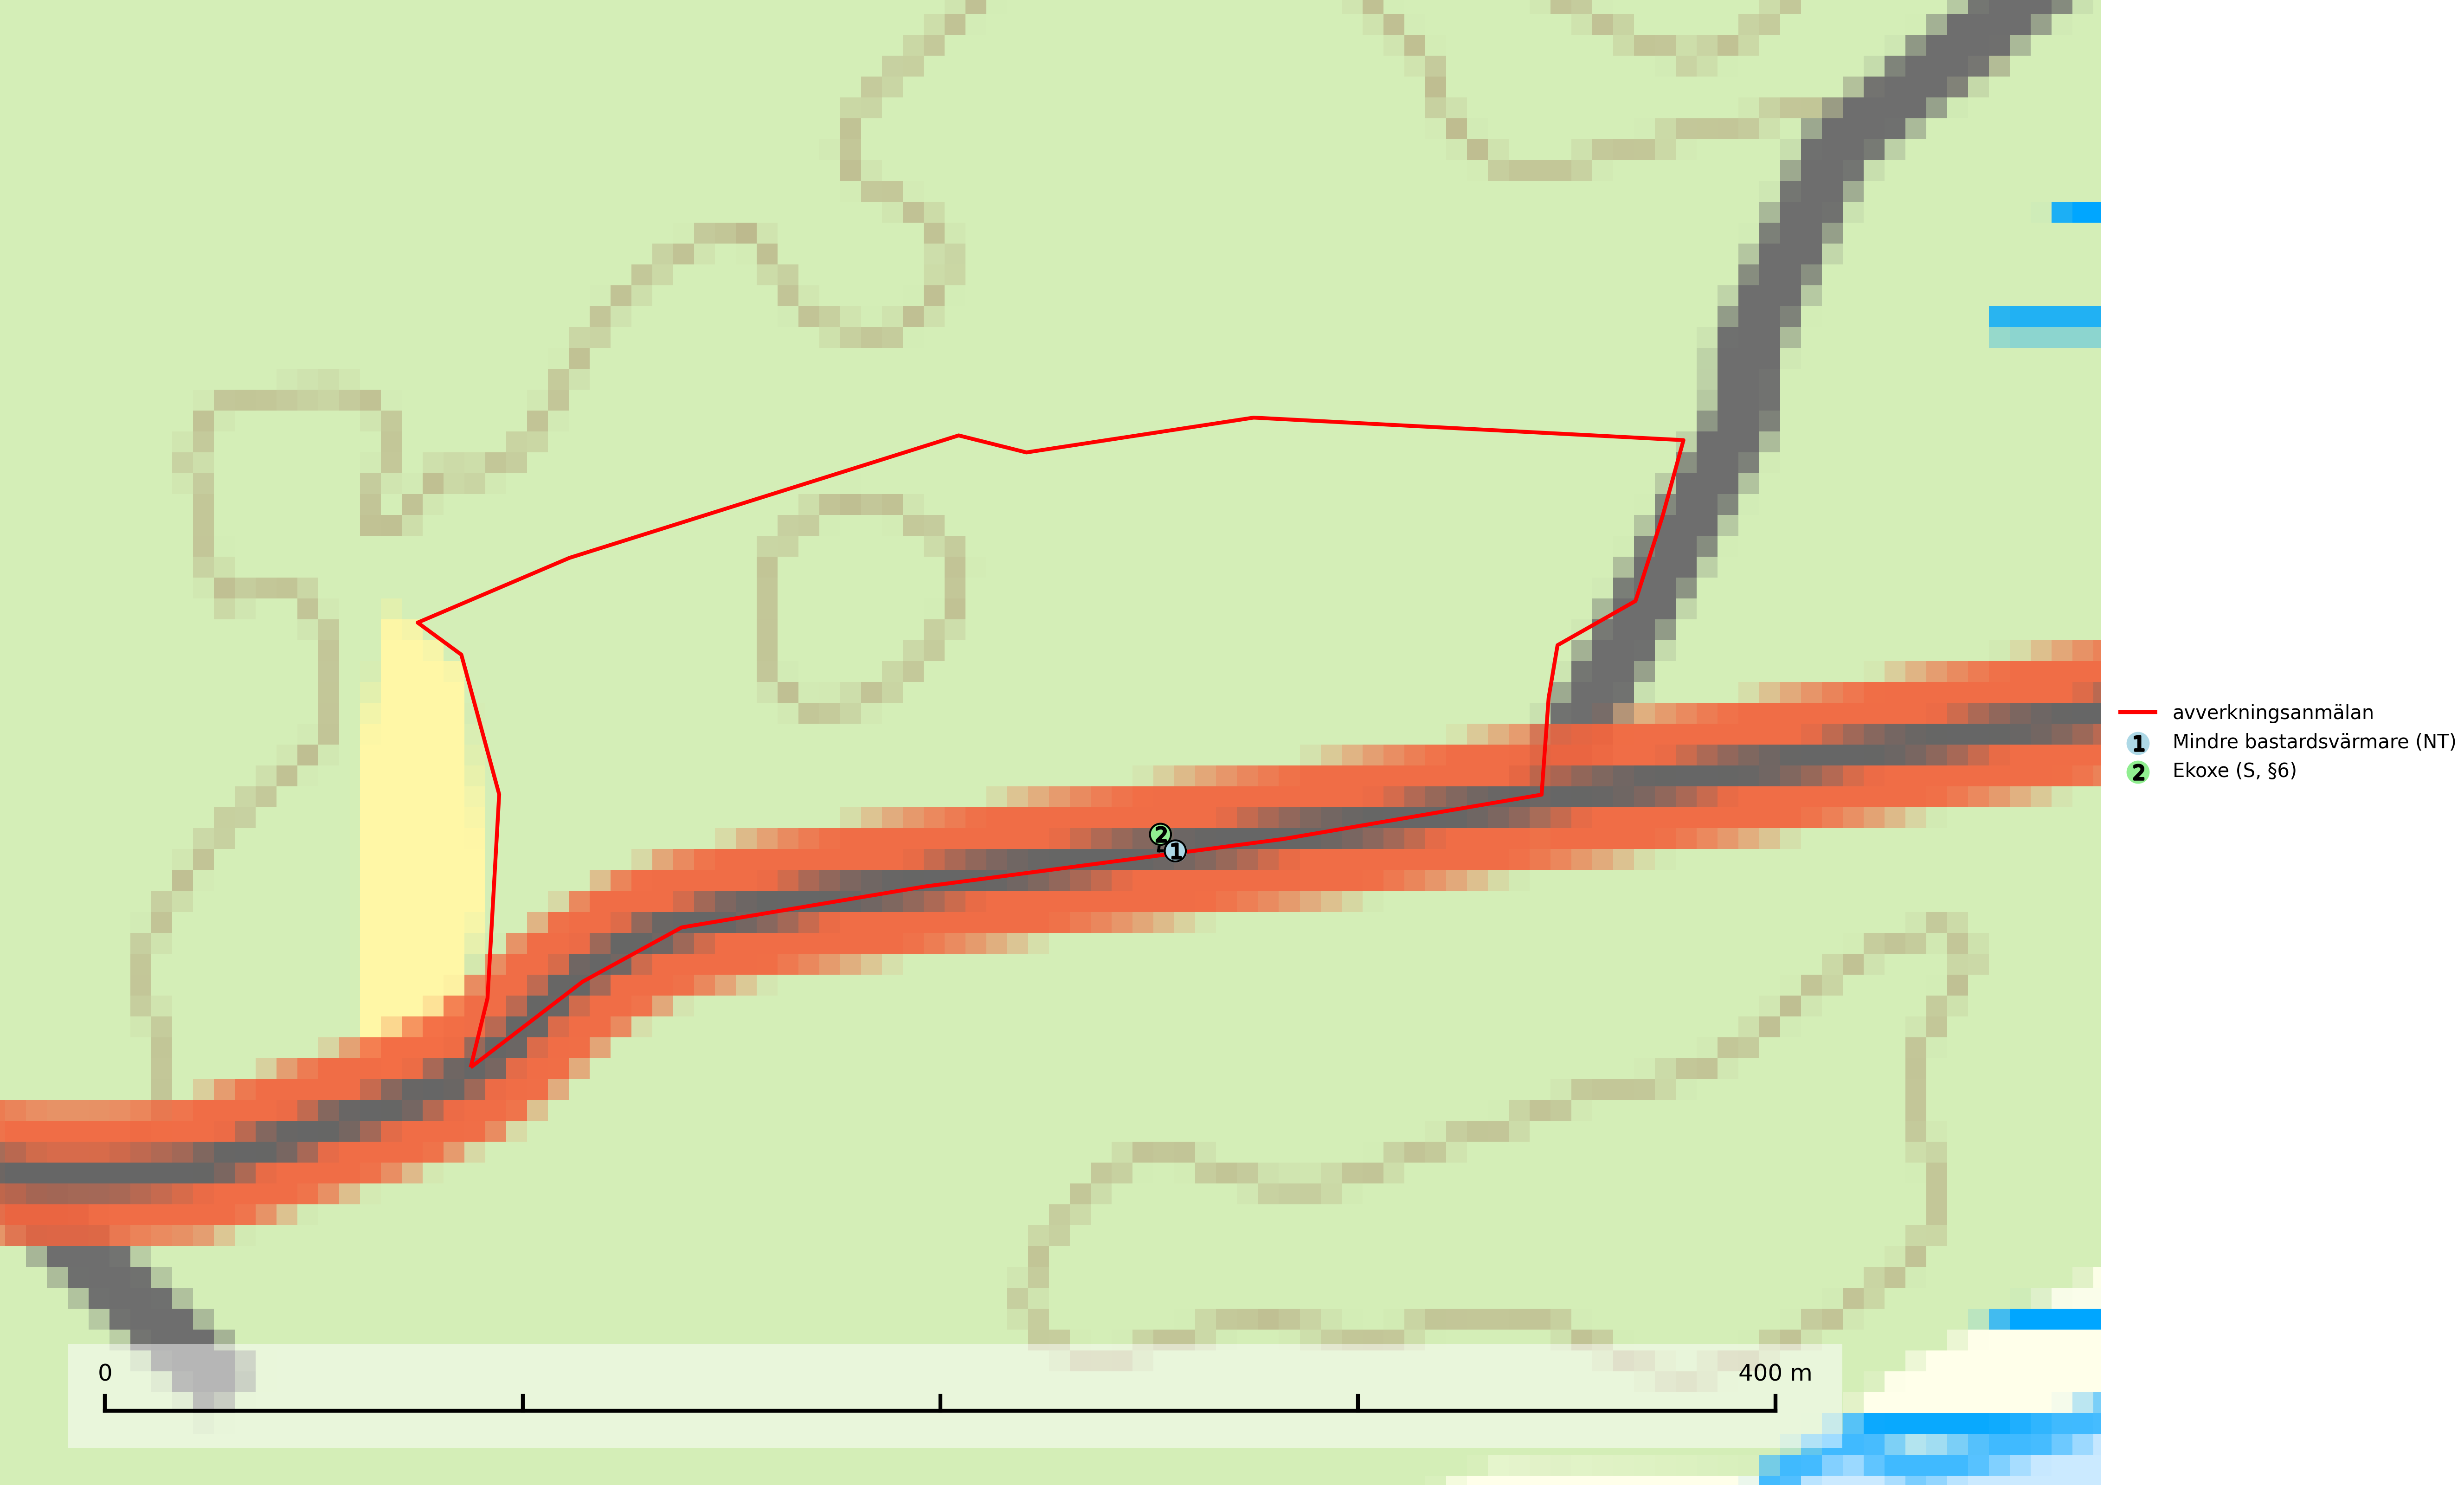 avverkningsanmälan
1 Mindre bastardsvärmare (NT)
2 Ekoxe (S, §6)
2
1
0 400 m